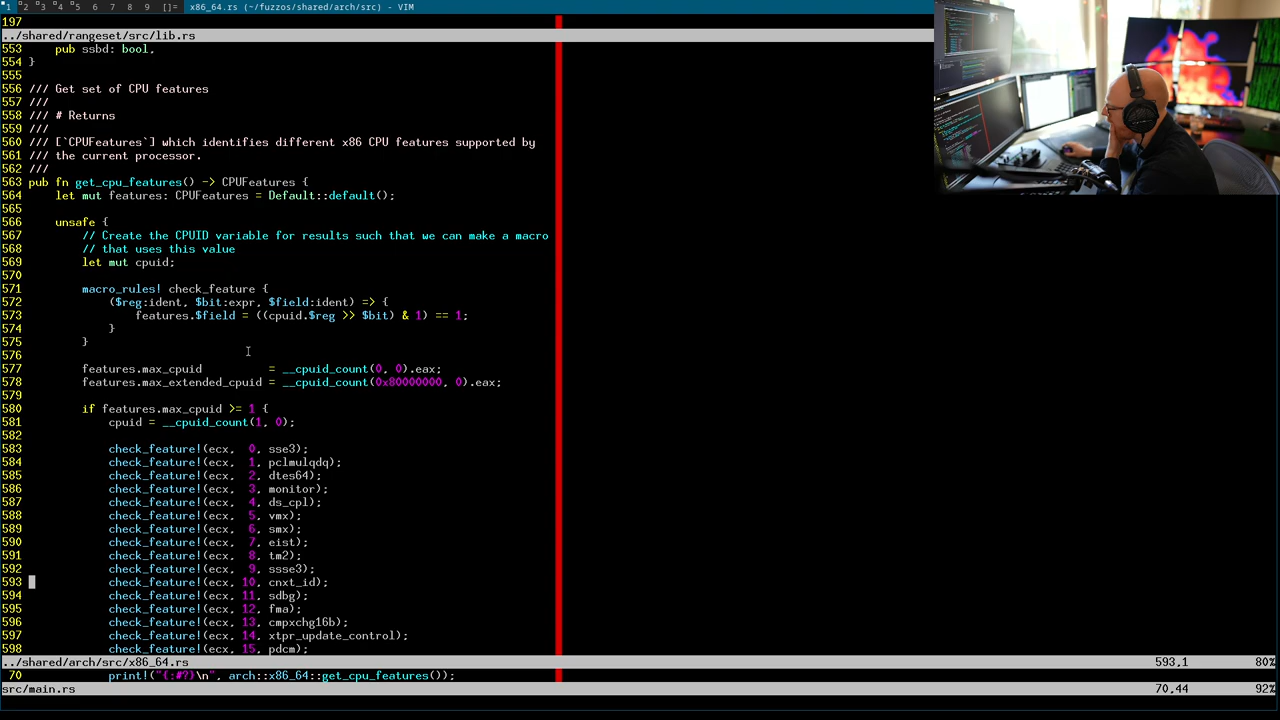 1 2 3 4 5 6 7 8 9 []= x86_64.rs (~/fuzzos/shared/arch/src) - VIM
197
../shared/rangeset/src/lib.rs
553     pub ssbd: bool,
554 }
555
556 /// Get set of CPU features
557 ///
558 /// # Returns
559 ///
560 /// [`CPUFeatures`] which identifies different x86 CPU features supported by
561 /// the current processor.
562 ///
563 pub fn get_cpu_features() -> CPUFeatures {
564     let mut features: CPUFeatures = Default::default();
565
566     unsafe {
567         // Create the CPUID variable for results such that we can make a macro
568         // that uses this value
569         let mut cpuid;
570
571         macro_rules! check_feature {
572             ($reg:ident, $bit:expr, $field:ident) => {
573                 features.$field = ((cpuid.$reg >> $bit) & 1) == 1;
574             }
575         }
576
577         features.max_cpuid          = __cpuid_count(0, 0).eax;
578         features.max_extended_cpuid = __cpuid_count(0x80000000, 0).eax;
579
580         if features.max_cpuid >= 1 {
581             cpuid = __cpuid_count(1, 0);
582
583             check_feature!(ecx,  0, sse3);
584             check_feature!(ecx,  1, pclmulqdq);
585             check_feature!(ecx,  2, dtes64);
586             check_feature!(ecx,  3, monitor);
587             check_feature!(ecx,  4, ds_cpl);
588             check_feature!(ecx,  5, vmx);
589             check_feature!(ecx,  6, smx);
590             check_feature!(ecx,  7, eist);
591             check_feature!(ecx,  8, tm2);
592             check_feature!(ecx,  9, ssse3);
593             check_feature!(ecx, 10, cnxt_id);
594             check_feature!(ecx, 11, sdbg);
595             check_feature!(ecx, 12, fma);
596             check_feature!(ecx, 13, cmpxchg16b);
597             check_feature!(ecx, 14, xtpr_update_control);
598             check_feature!(ecx, 15, pdcm);
../shared/arch/src/x86_64.rs 593,1 80%
70             print!("{:#?}\n", arch::x86_64::get_cpu_features());
src/main.rs 70,44 92%